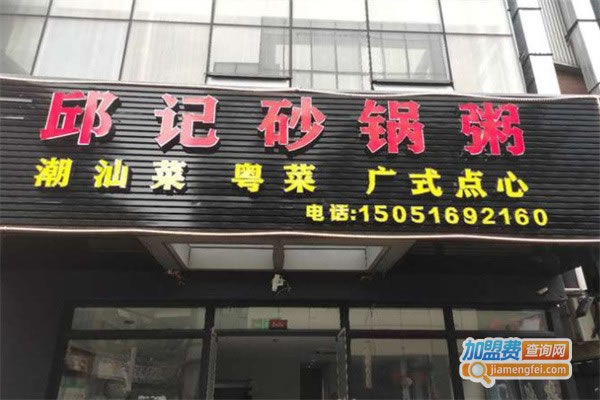 邱记砂锅粥
潮汕菜 粤菜 广式点心
电话:15051692160
加盟费查询网
jiamengfei.com